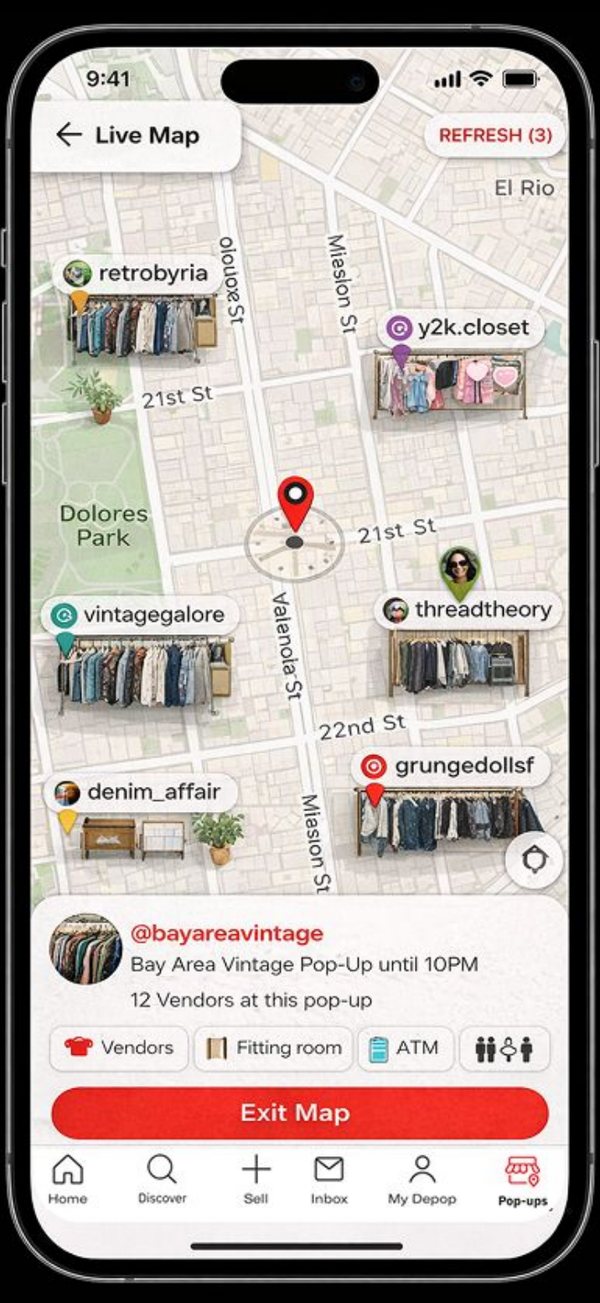 9:41
Live Map
REFRESH (3)
El Rio
retrobyria
Miaslon St
y2k.closet
21st St
Dolores
Park
21st St
vintagegalore
threadtheory
Valenola St
22nd St
grungedollsf
denim_affair
Miasion St
@bayareavintage
Bay Area Vintage Pop-Up until 10PM
12 Vendors at this pop-up
Vendors
Fitting room
ATM
Exit Map
Home
Discover
Sell
Inbox
My Depop
Pop-ups